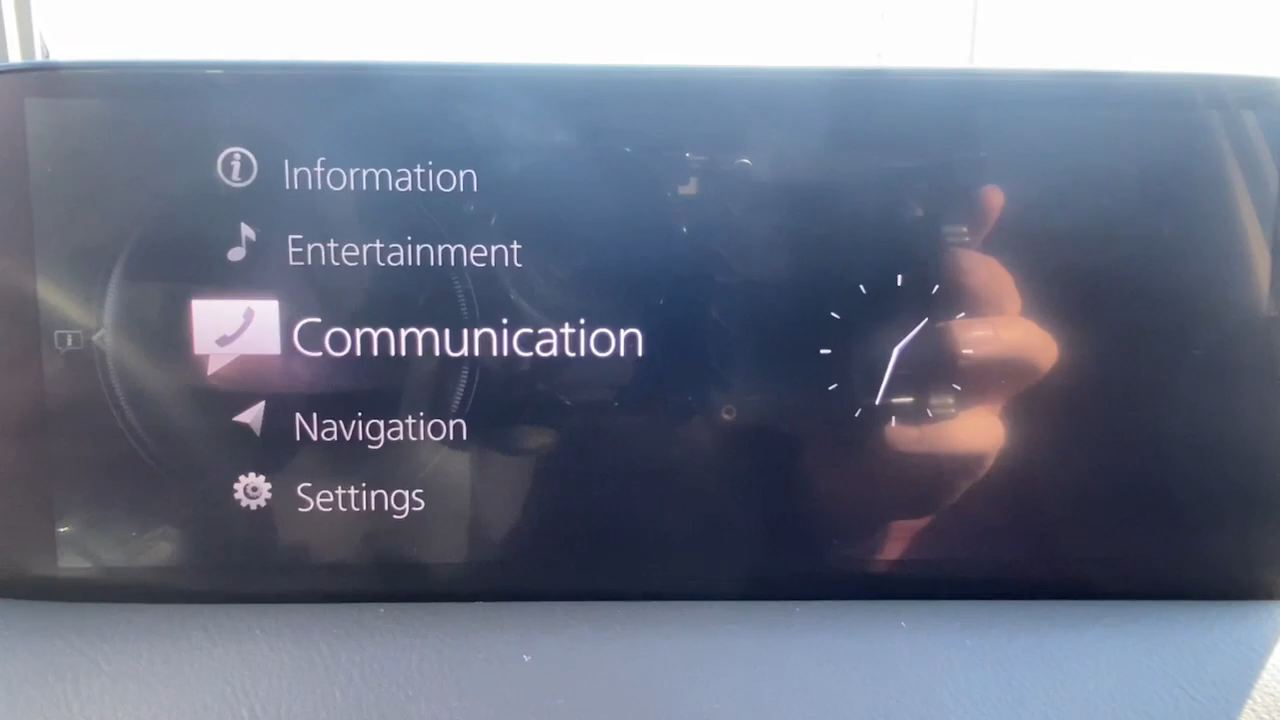 Information
Entertainment
Communication
Navigation
Settings